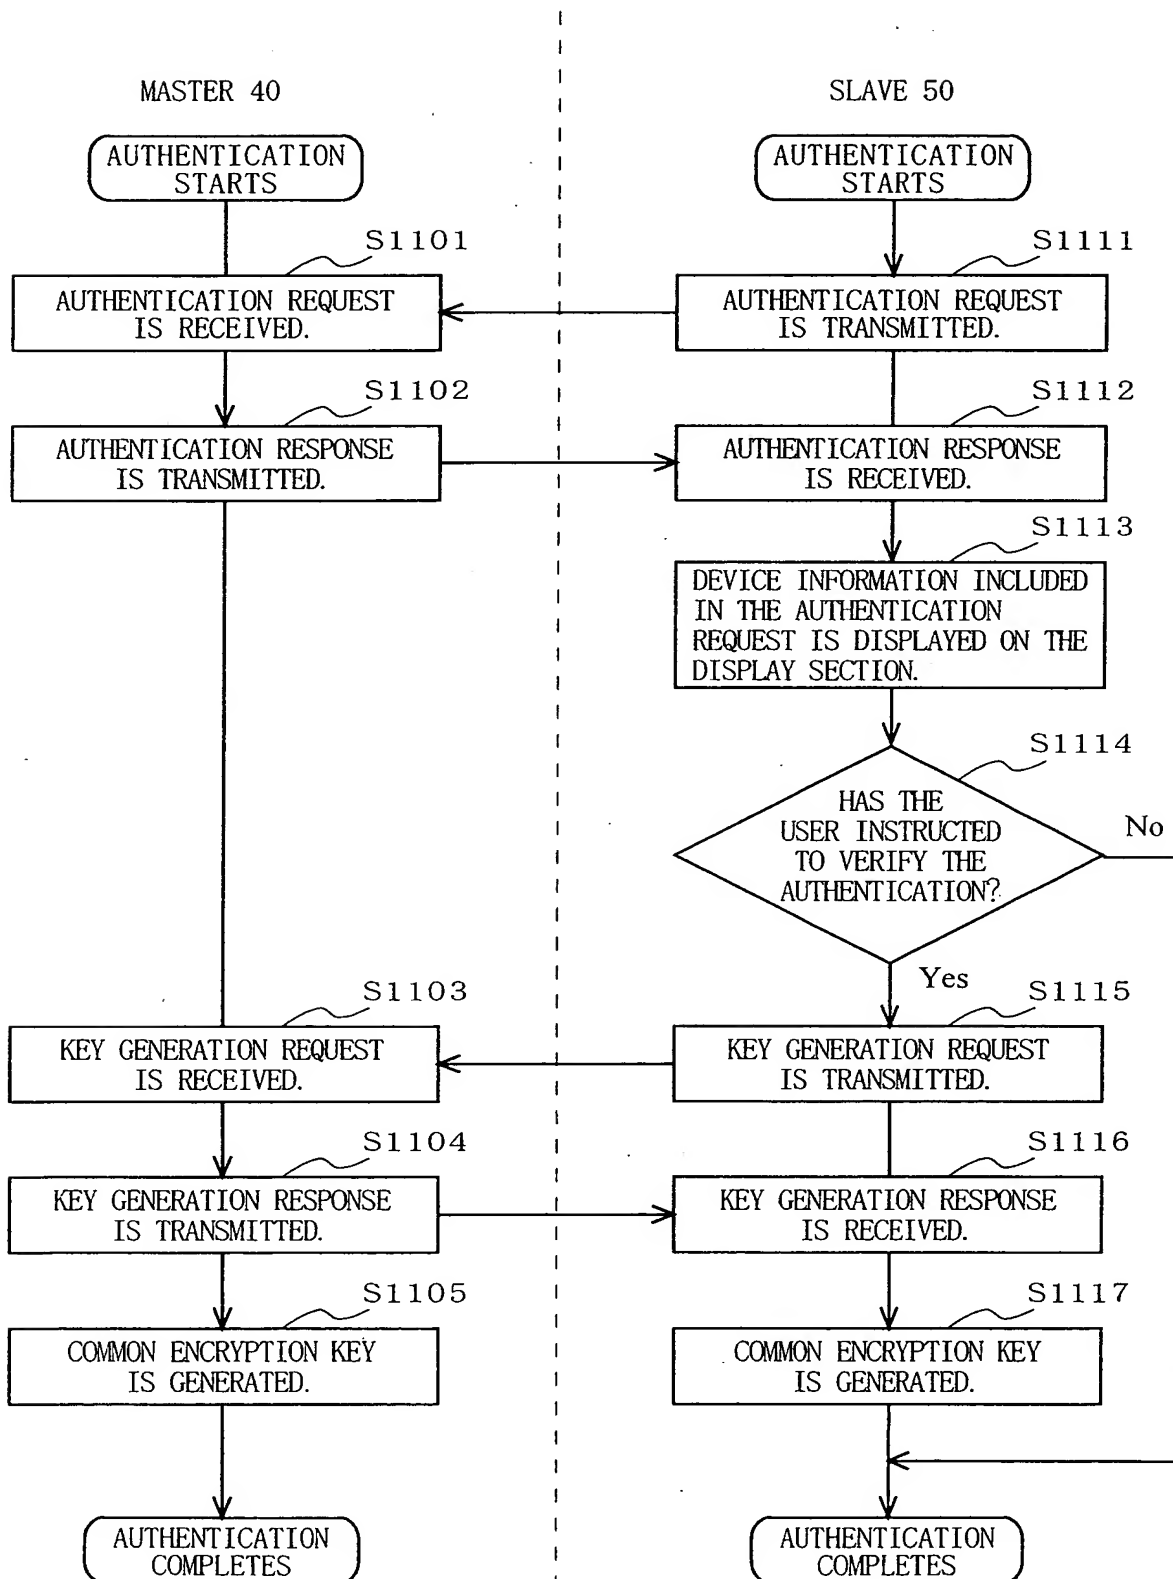 MASTER 40
SLAVE 50
AUTHENTICATION
STARTS
AUTHENTICATION
STARTS
S1101
S1111
AUTHENTICATION REQUEST
IS RECEIVED.
AUTHENTICATION REQUEST
IS TRANSMITTED.
S1102
S1112
AUTHENTICATION RESPONSE
IS TRANSMITTED.
AUTHENTICATION RESPONSE
IS RECEIVED.
S1113
DEVICE INFORMATION INCLUDED
IN THE AUTHENTICATION
REQUEST IS DISPLAYED ON THE
DISPLAY SECTION.
S1114
HAS THE
USER INSTRUCTED
TO VERIFY THE
AUTHENTICATION?
No
Yes
S1103
S1115
KEY GENERATION REQUEST
IS RECEIVED.
KEY GENERATION REQUEST
IS TRANSMITTED.
S1104
S1116
KEY GENERATION RESPONSE
IS TRANSMITTED.
KEY GENERATION RESPONSE
IS RECEIVED.
S1105
S1117
COMMON ENCRYPTION KEY
IS GENERATED.
COMMON ENCRYPTION KEY
IS GENERATED.
AUTHENTICATION
COMPLETES
AUTHENTICATION
COMPLETES